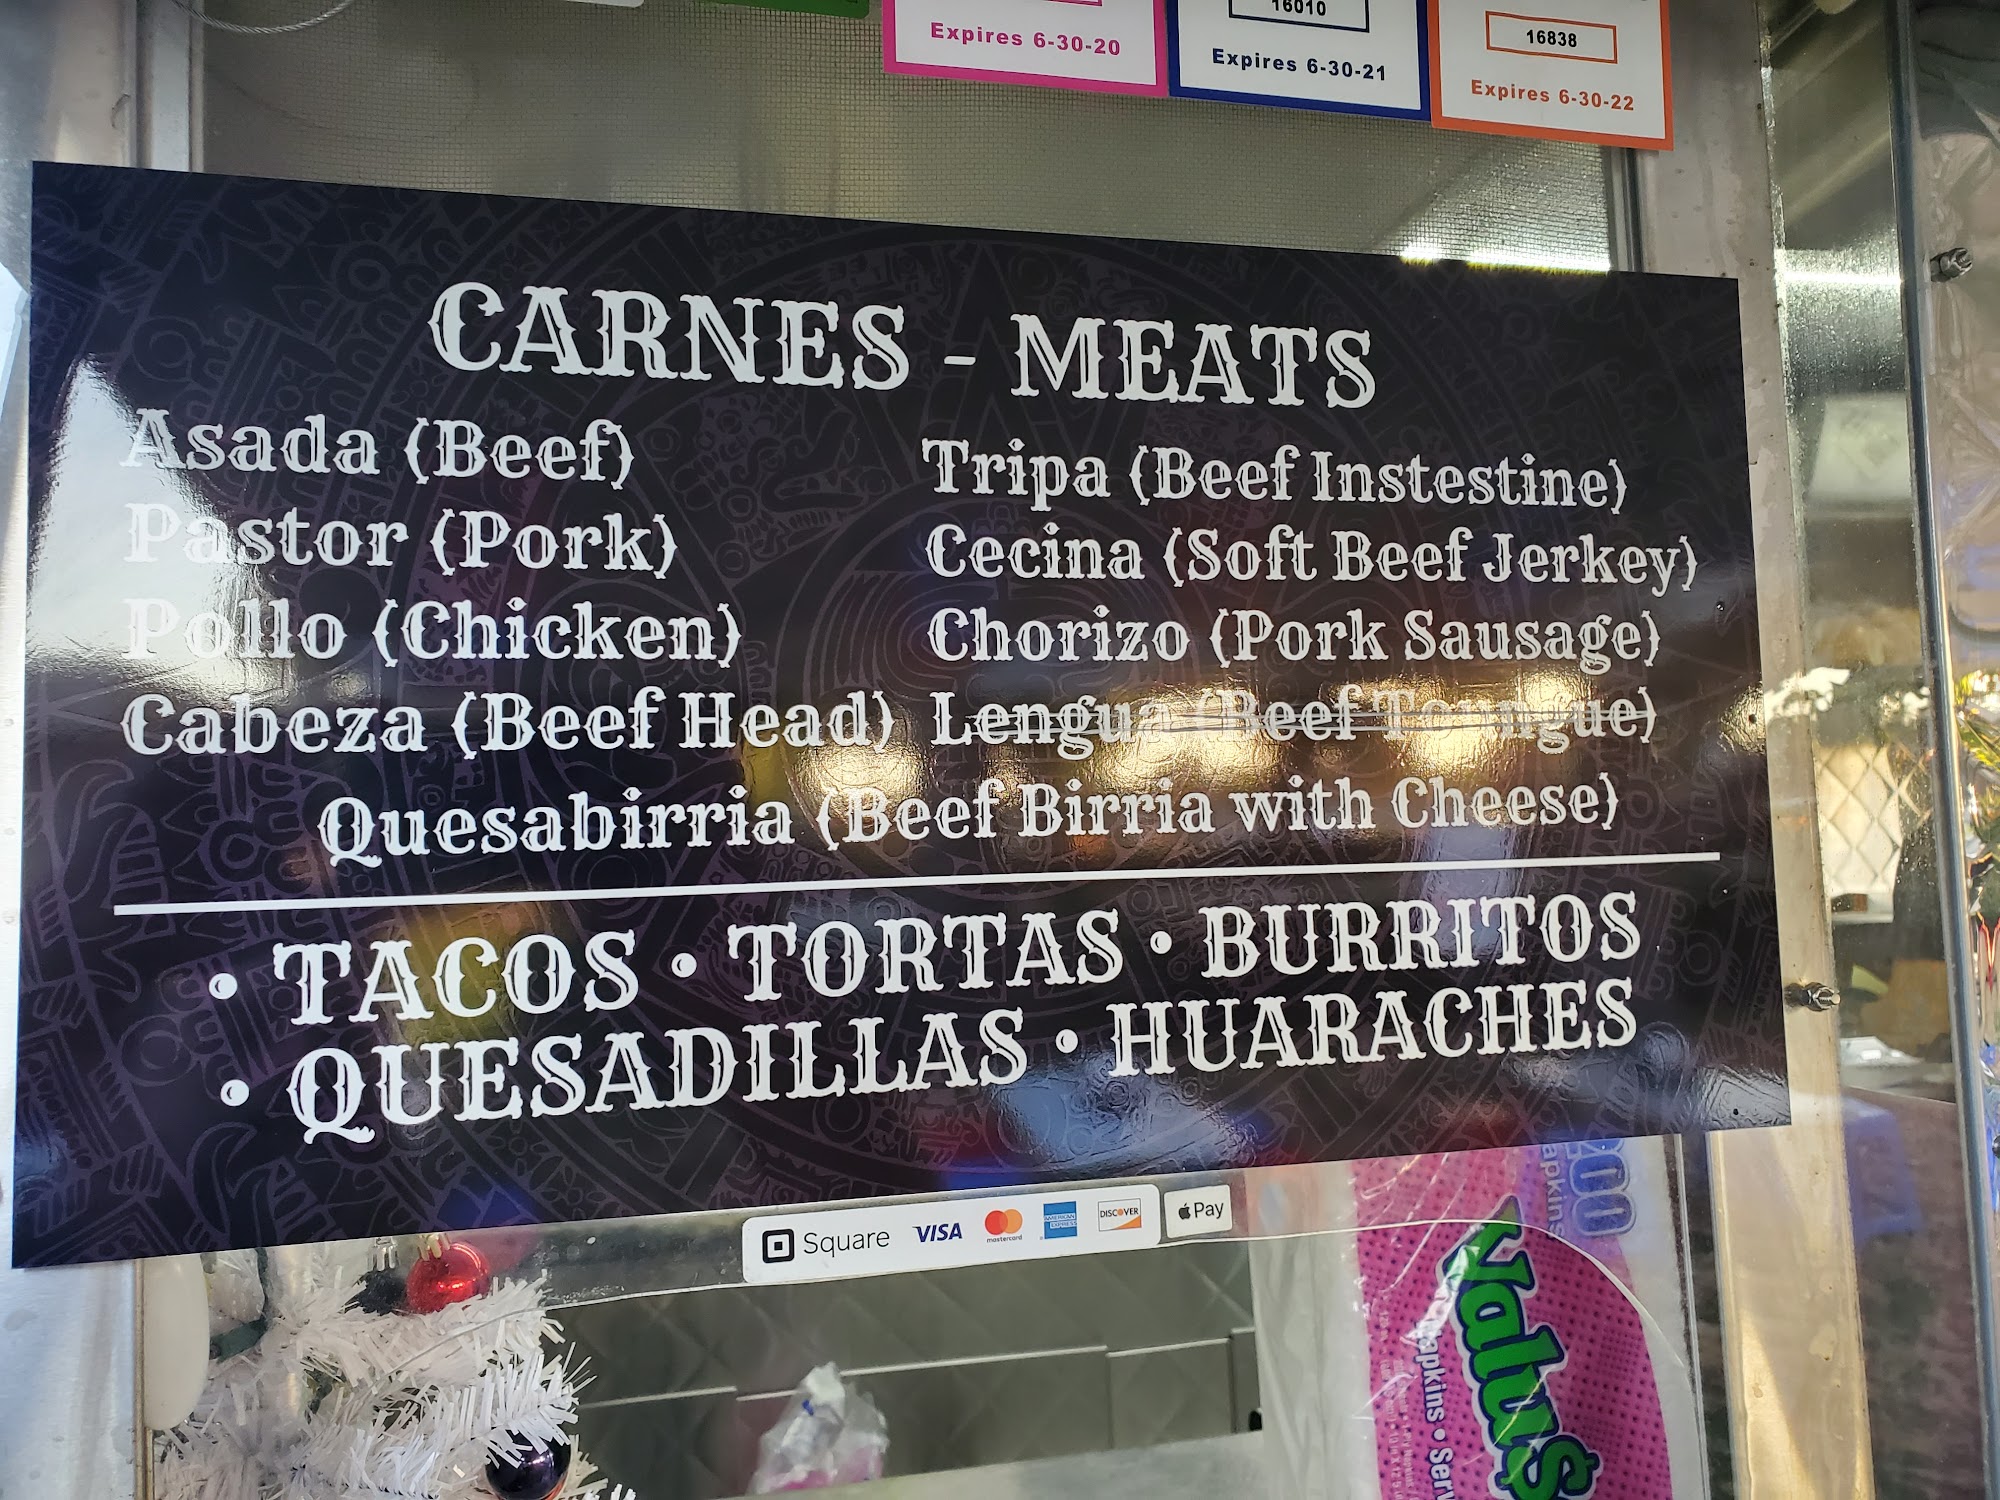 Expires 6-30-20
16010
Expires 6-30-21
16838
Expires 6-30-22
CARNES - MEATS
Asada (Beef)
Pastor (Pork)
Pollo (Chicken)
Cabeza (Beef Head)
Tripa (Beef Instestine)
Cecina (Soft Beef Jerkey)
Chorizo (Pork Sausage)
Lengua (Beef Toungue)
Quesabirria (Beef Birria with Cheese)
• TACOS • TORTAS • BURRITOS
• QUESADILLAS • HUARACHES
Square VISA mastercard AMERICAN EXPRESS DISCOVER Pay
Valu$